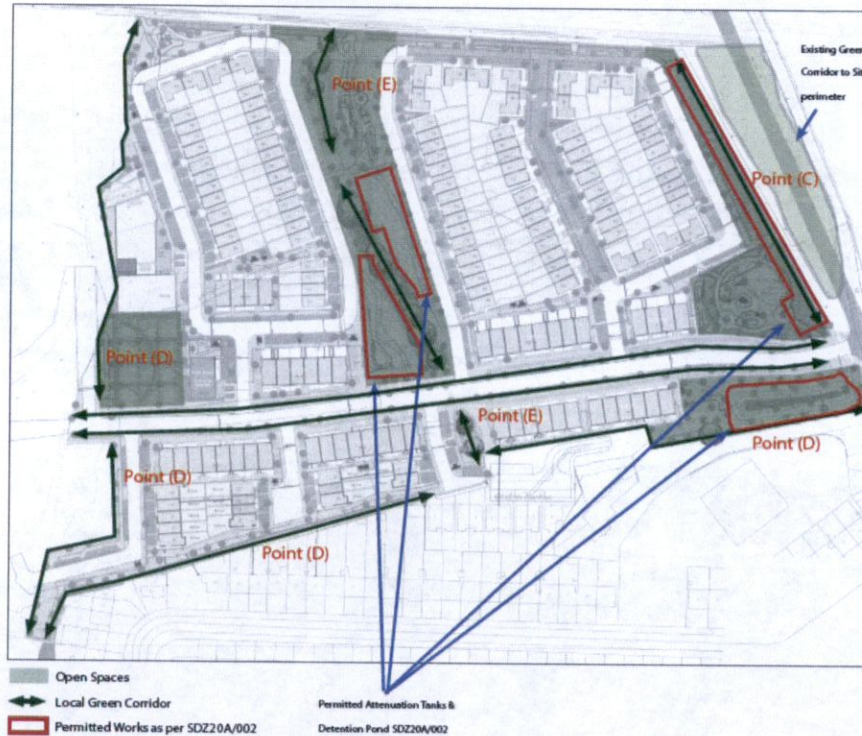 Existing Green
Corridor to Sit
perimeter
Point (E)
Point (C)
Point (D)
Point (E)
Point (D)
Point (D)
Point (D)
Open Spaces
Local Green Corridor
Permitted Works as per SDZ20A/002
Permitted Attenuation Tanks &
Detention Pond SDZ20A/002